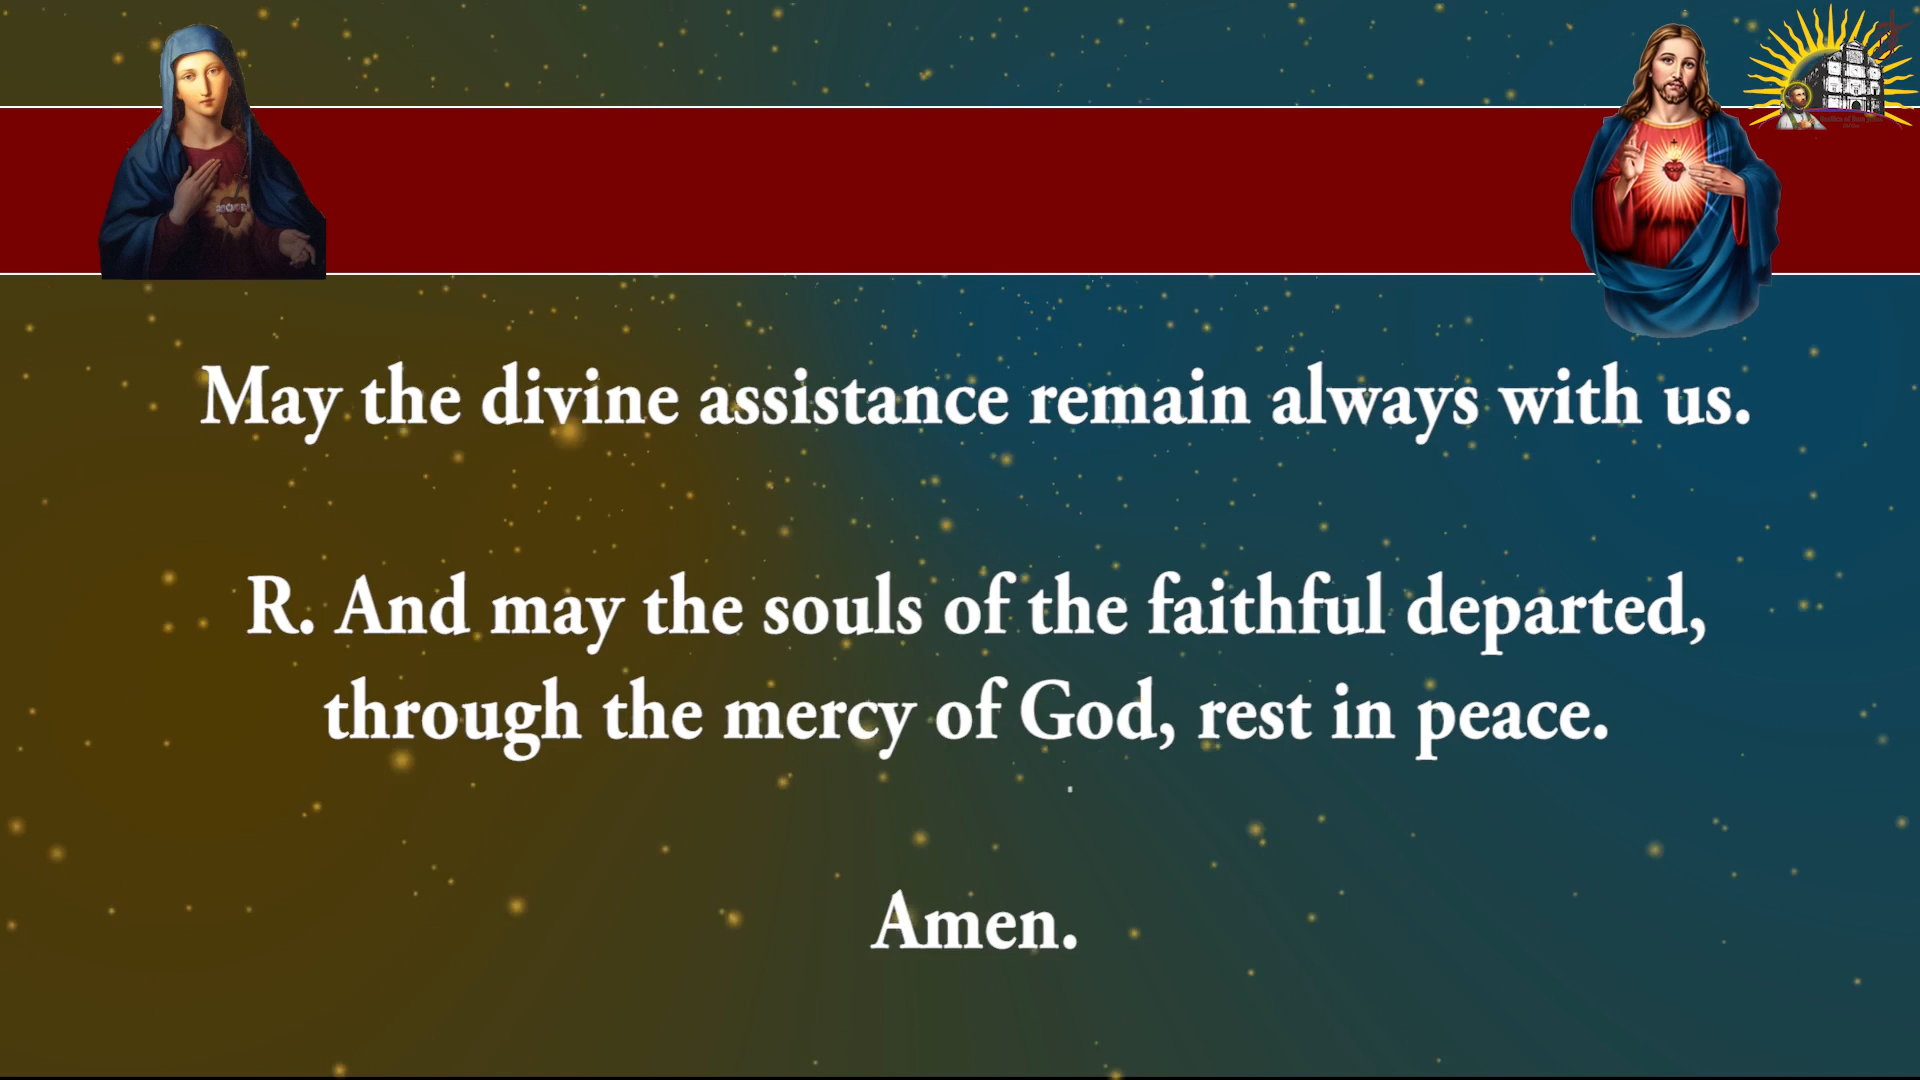 May the divine assistance remain always with us.
R. And may the souls of the faithful departed,
through the mercy of God, rest in peace.
Amen.